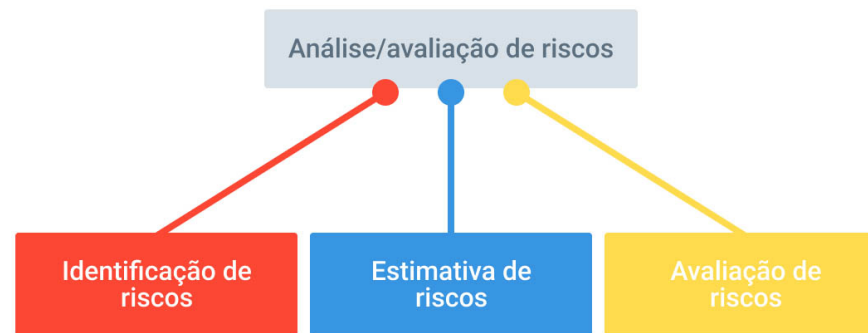 Análise/avaliação de riscos
Identificação de
riscos
Estimativa de
riscos
Avaliação de
riscos